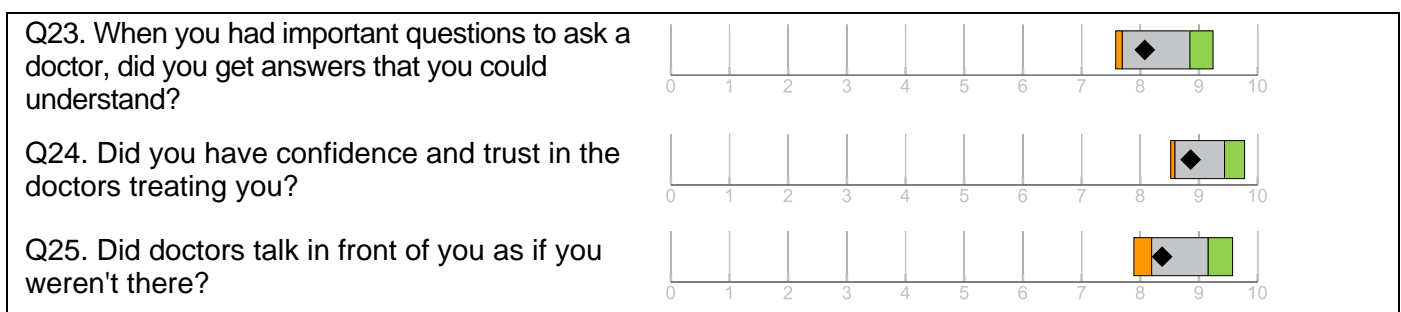 Q23. When you had important questions to ask a
doctor, did you get answers that you could
understand?
0 1 2 3 4 5 6 7 8 9 10
Q24. Did you have confidence and trust in the
doctors treating you?
0 1 2 3 4 5 6 7 8 9 10
Q25. Did doctors talk in front of you as if you
weren't there?
0 1 2 3 4 5 6 7 8 9 10